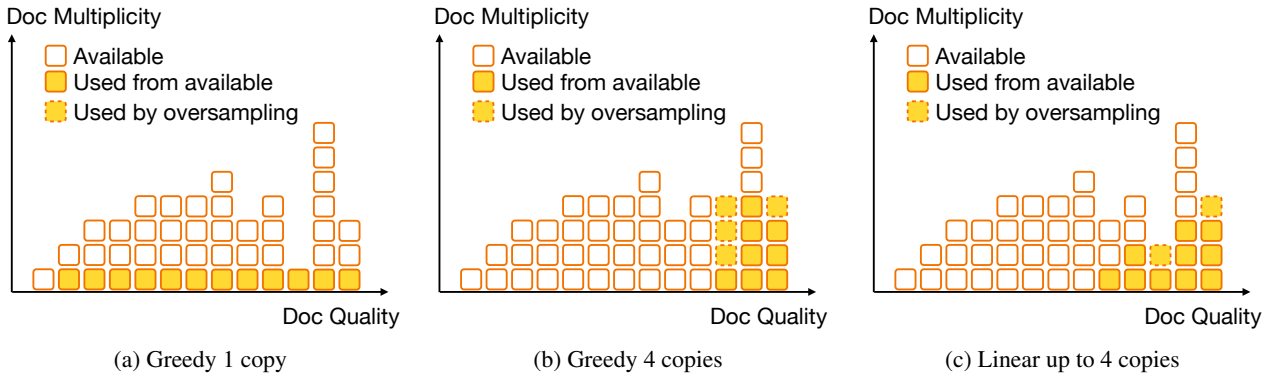 Doc Multiplicity
Available
Used from available
Used by oversampling
Doc Quality
(a) Greedy 1 copy
Doc Multiplicity
Available
Used from available
Used by oversampling
Doc Quality
(b) Greedy 4 copies
Doc Multiplicity
Available
Used from available
Used by oversampling
Doc Quality
(c) Linear up to 4 copies